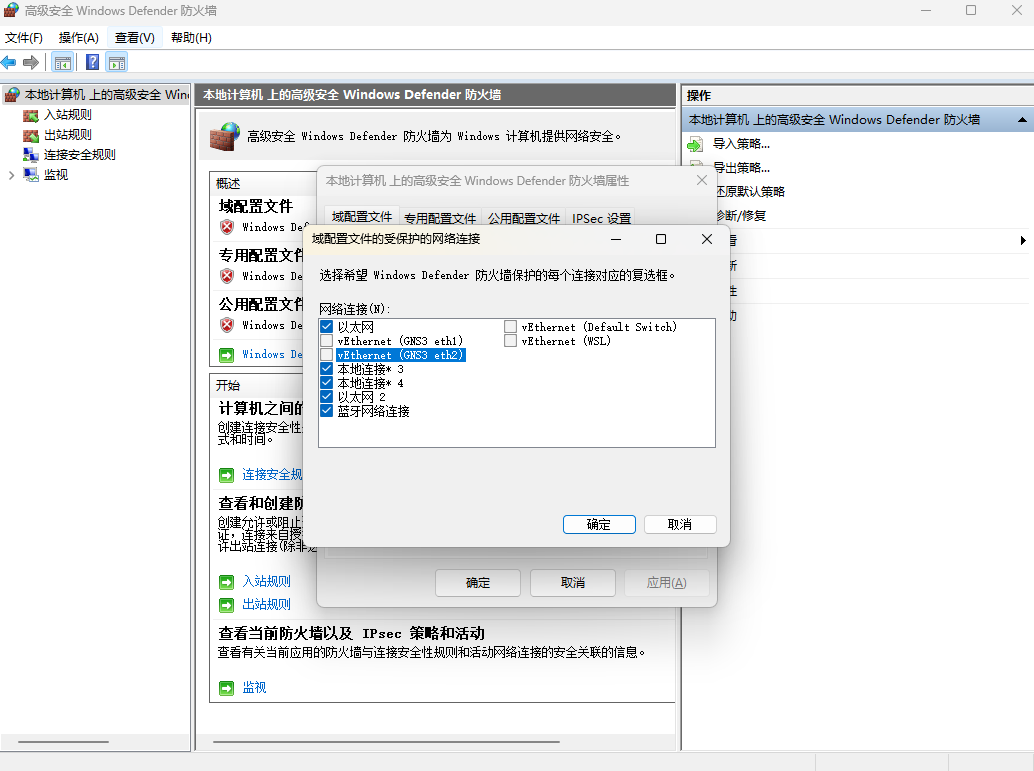 高级安全 Windows Defender 防火墙
文件(F) 操作(A) 查看(V) 帮助(H)
本地计算机 上的高级安全 Win
入站规则
出站规则
连接安全规则
监视
本地计算机 上的高级安全 Windows Defender 防火墙
高级安全 Windows Defender 防火墙为 Windows 计算机提供网络安全。
概述
域配置文件
Windows De
专用配置文件
Windows De
公用配置文件
Windows De
Windows De
开始
计算机之间的
创建连接安全性
式和时间。
连接安全规
查看和创建防
创建允许或阻止
证，连接来自授
许出站连接(除非
入站规则
出站规则
查看当前防火墙以及 IPsec 策略和活动
查看有关当前应用的防火墙与连接安全性规则和活动网络连接的安全关联的信息。
监视
本地计算机 上的高级安全 Windows Defender 防火墙属性
域配置文件 专用配置文件 公用配置文件 IPSec 设置
域配置文件的受保护的网络连接
选择希望 Windows Defender 防火墙保护的每个连接对应的复选框。
网络连接(N):
以太网
vEthernet (GNS3 eth1)
vEthernet (GNS3 eth2)
本地连接* 3
本地连接* 4
以太网 2
蓝牙网络连接
vEthernet (Default Switch)
vEthernet (WSL)
确定 取消
确定 取消 应用(A)
操作
本地计算机 上的高级安全 Windows Defender 防火墙
导入策略...
导出策略...
还原默认策略
诊断/修复